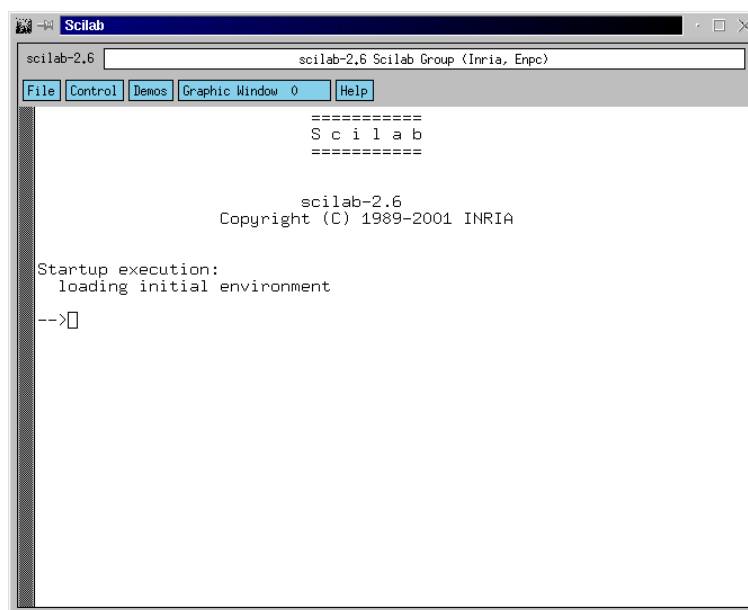 Scilab
scilab-2.6 scilab-2.6 Scilab Group (Inria, Enpc)
File Control Demos Graphic Window 0 Help
===========
S c i l a b
===========
scilab-2.6
Copyright (C) 1989-2001 INRIA
Startup execution:
loading initial environment
-->